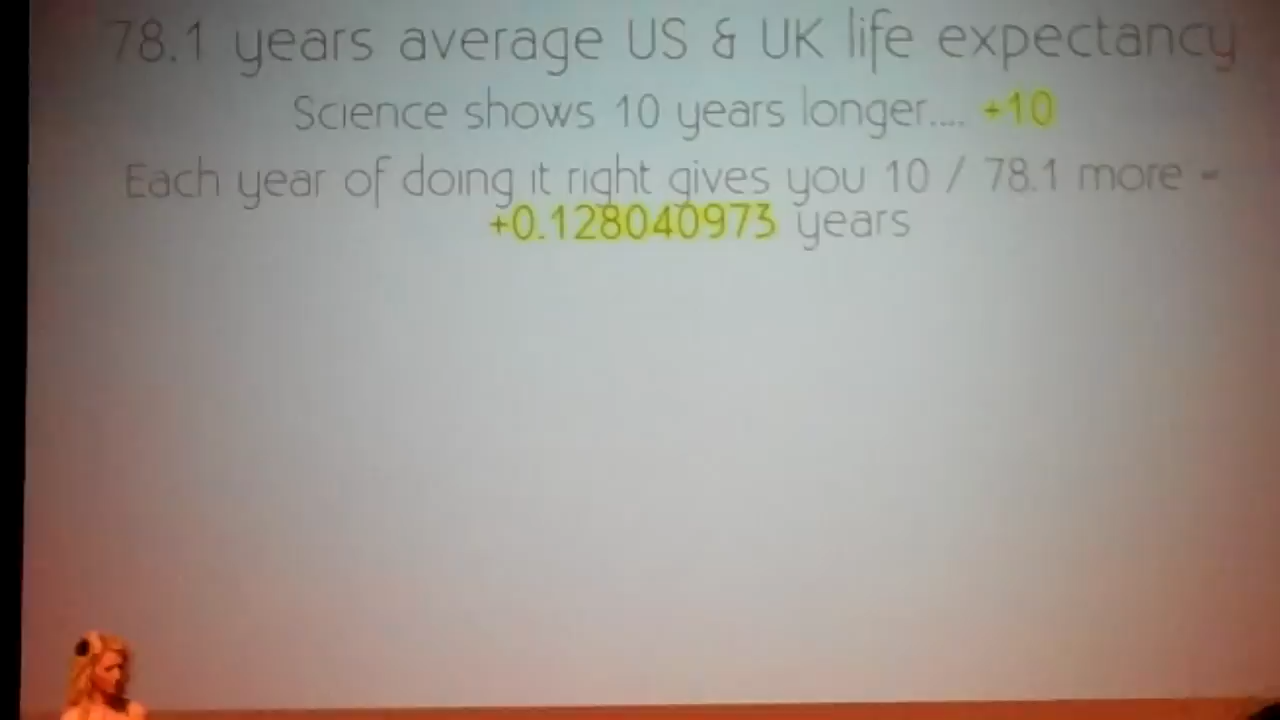 78.1 years average US & UK life expectancy
Science shows 10 years longer.... +10
Each year of doing it right gives you 10 / 78.1 more =
+0.128040973 years